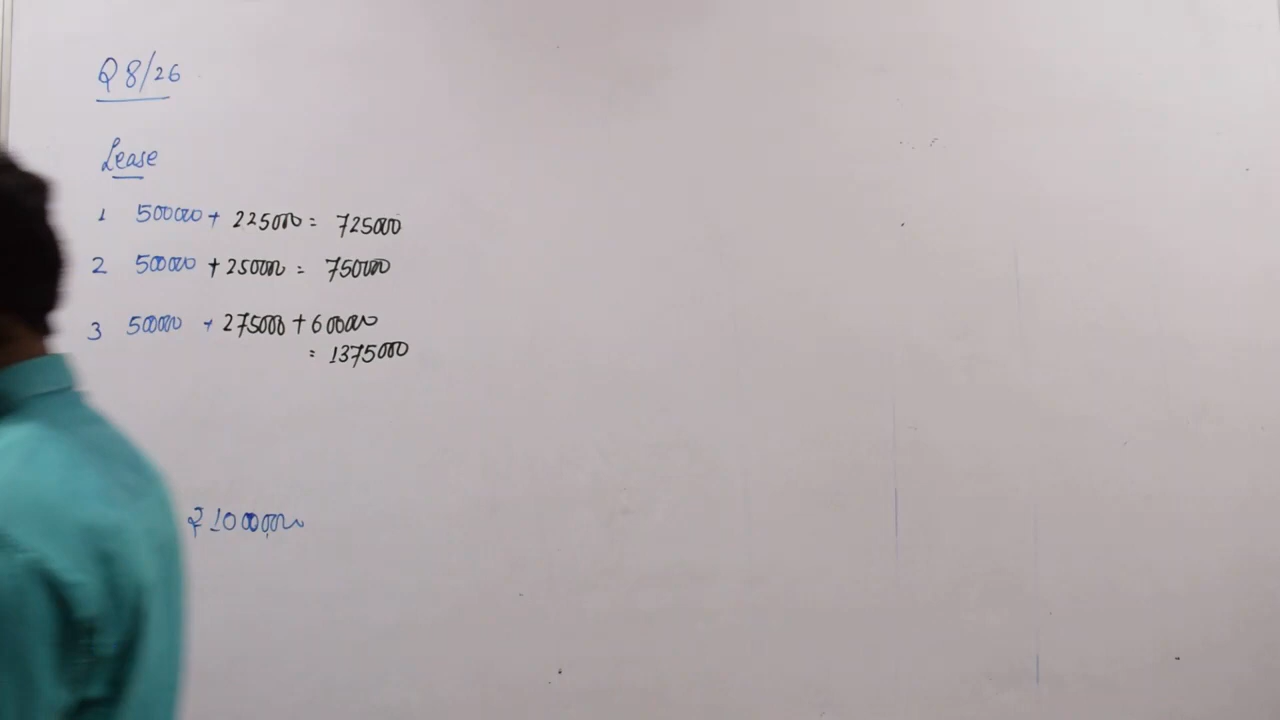 Q 8/26
Lease
1 500000 + 225000 = 725000
2 500000 + 250000 = 750000
3 500000 + 275000 + 600000
= 1375000
₹ 1000000